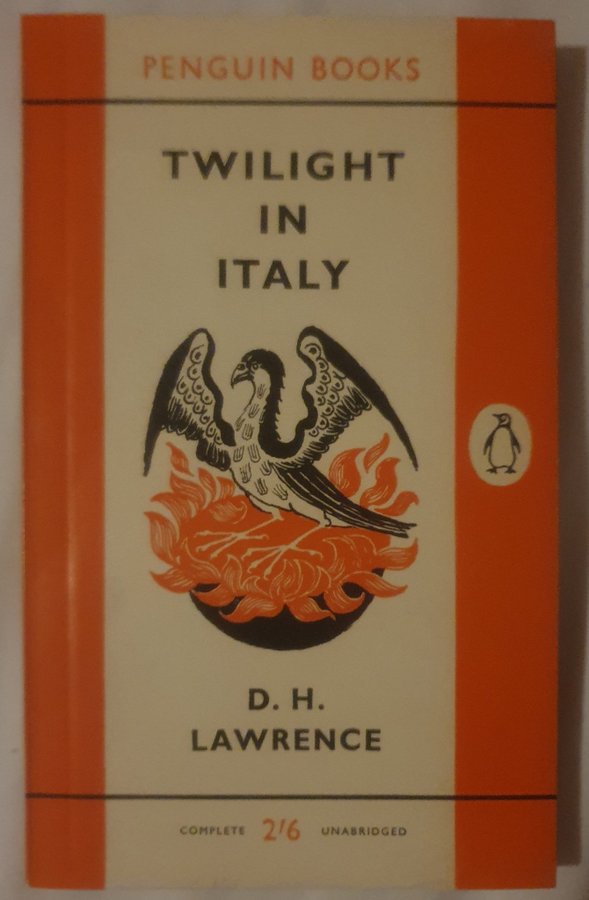 PENGUIN BOOKS
TWILIGHT
IN
ITALY
D. H.
LAWRENCE
COMPLETE 2'6 UNABRIDGED